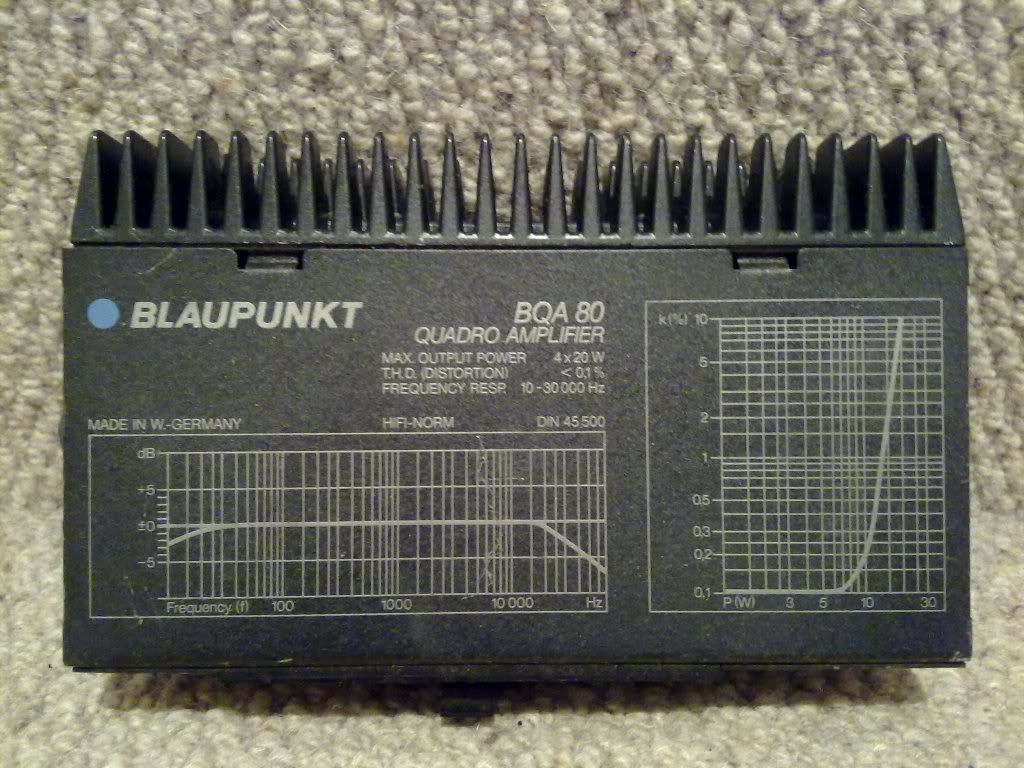 BLAUPUNKT
BQA 80
QUADRO AMPLIFIER
MAX. OUTPUT POWER 4 x 20 W
T.H.D. (DISTORTION) < 0,1 %
FREQUENCY RESP. 10-30 000 Hz
MADE IN W.-GERMANY HIFI-NORM DIN 45 500
dB
+5
±0
-5
Frequency (f) 100 1000 10 000 Hz
k (%) 10
5
2
1
0,5
0,3
0,2
0,1
P (W) 3 5 10 30